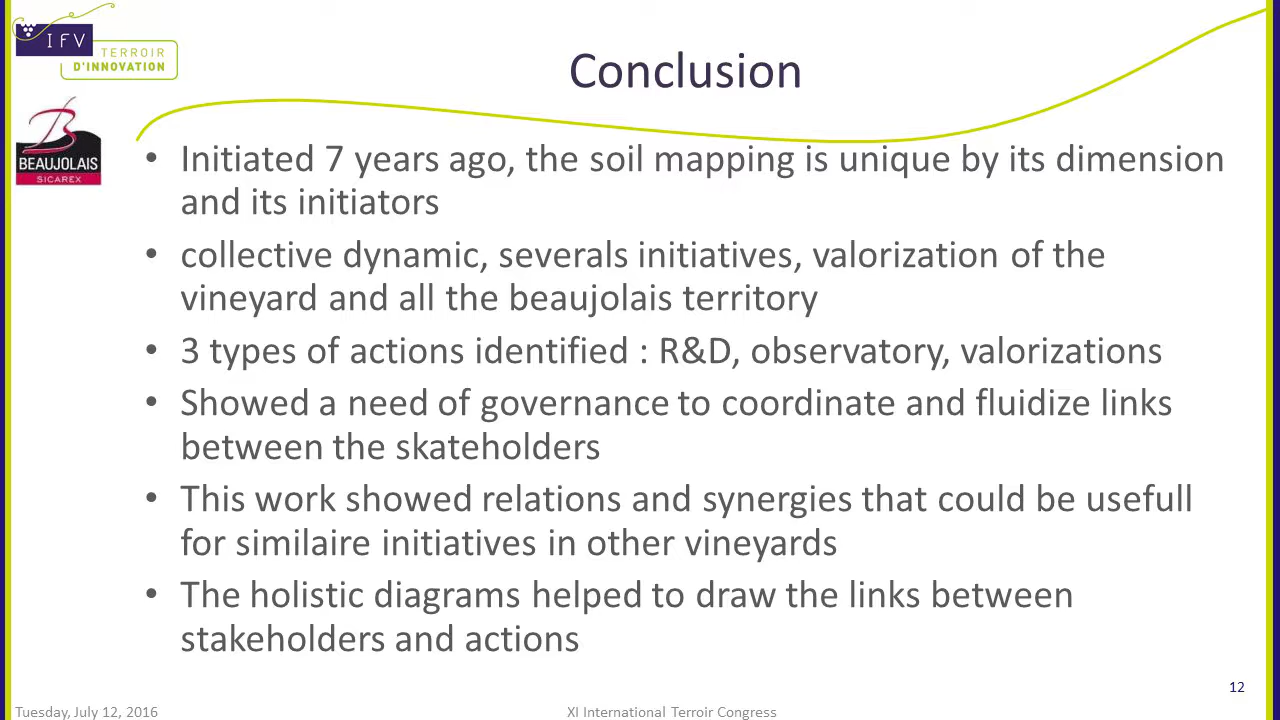 IFV
TERROIR
D'INNOVATION
Conclusion
B
BEAUJOLAIS
SICAREX
• Initiated 7 years ago, the soil mapping is unique by its dimension
and its initiators
• collective dynamic, severals initiatives, valorization of the
vineyard and all the beaujolais territory
• 3 types of actions identified : R&D, observatory, valorizations
• Showed a need of governance to coordinate and fluidize links
between the skateholders
• This work showed relations and synergies that could be usefull
for similaire initiatives in other vineyards
• The holistic diagrams helped to draw the links between
stakeholders and actions
12
Tuesday, July 12, 2016
XI International Terroir Congress